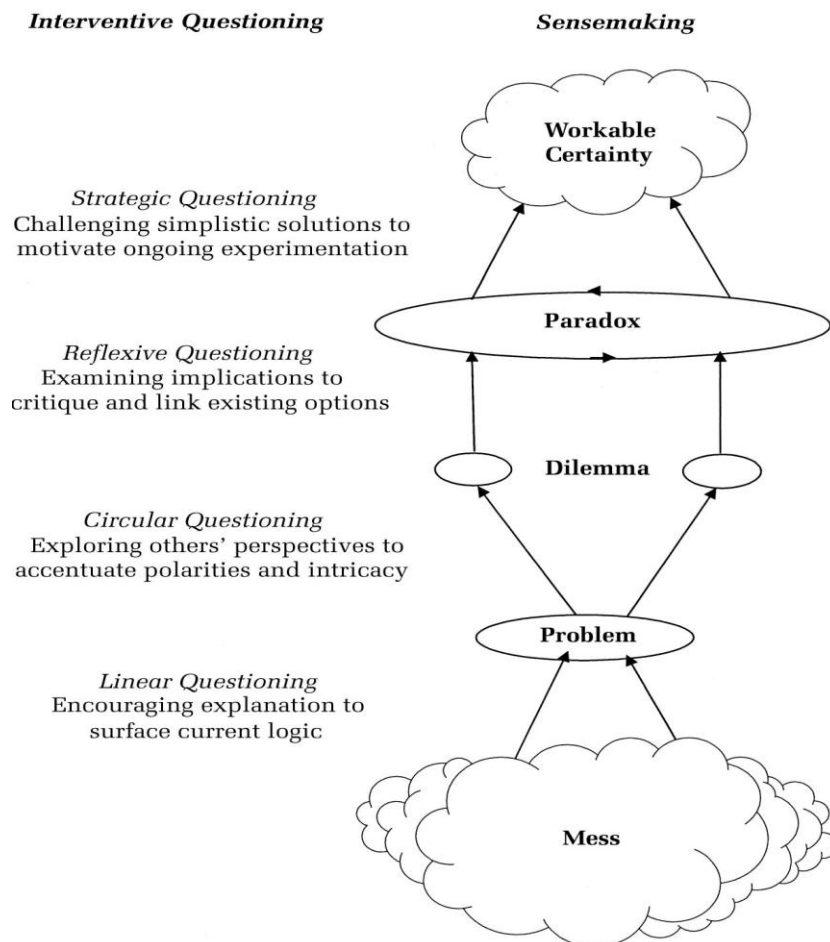 Interventive Questioning
Sensemaking
Workable
Certainty
Strategic Questioning
Challenging simplistic solutions to
motivate ongoing experimentation
Paradox
Reflexive Questioning
Examining implications to
critique and link existing options
Dilemma
Circular Questioning
Exploring others’ perspectives to
accentuate polarities and intricacy
Problem
Linear Questioning
Encouraging explanation to
surface current logic
Mess